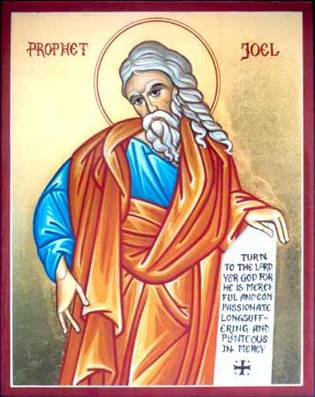 PROPHET JOEL
TURN
TO THE LORD
YER GOD FOR
HE IS MERCI
FUL AND COM
PASSIONATE
LONGSUFF-
ERING AND
PLENTEOUS
IN MERCY